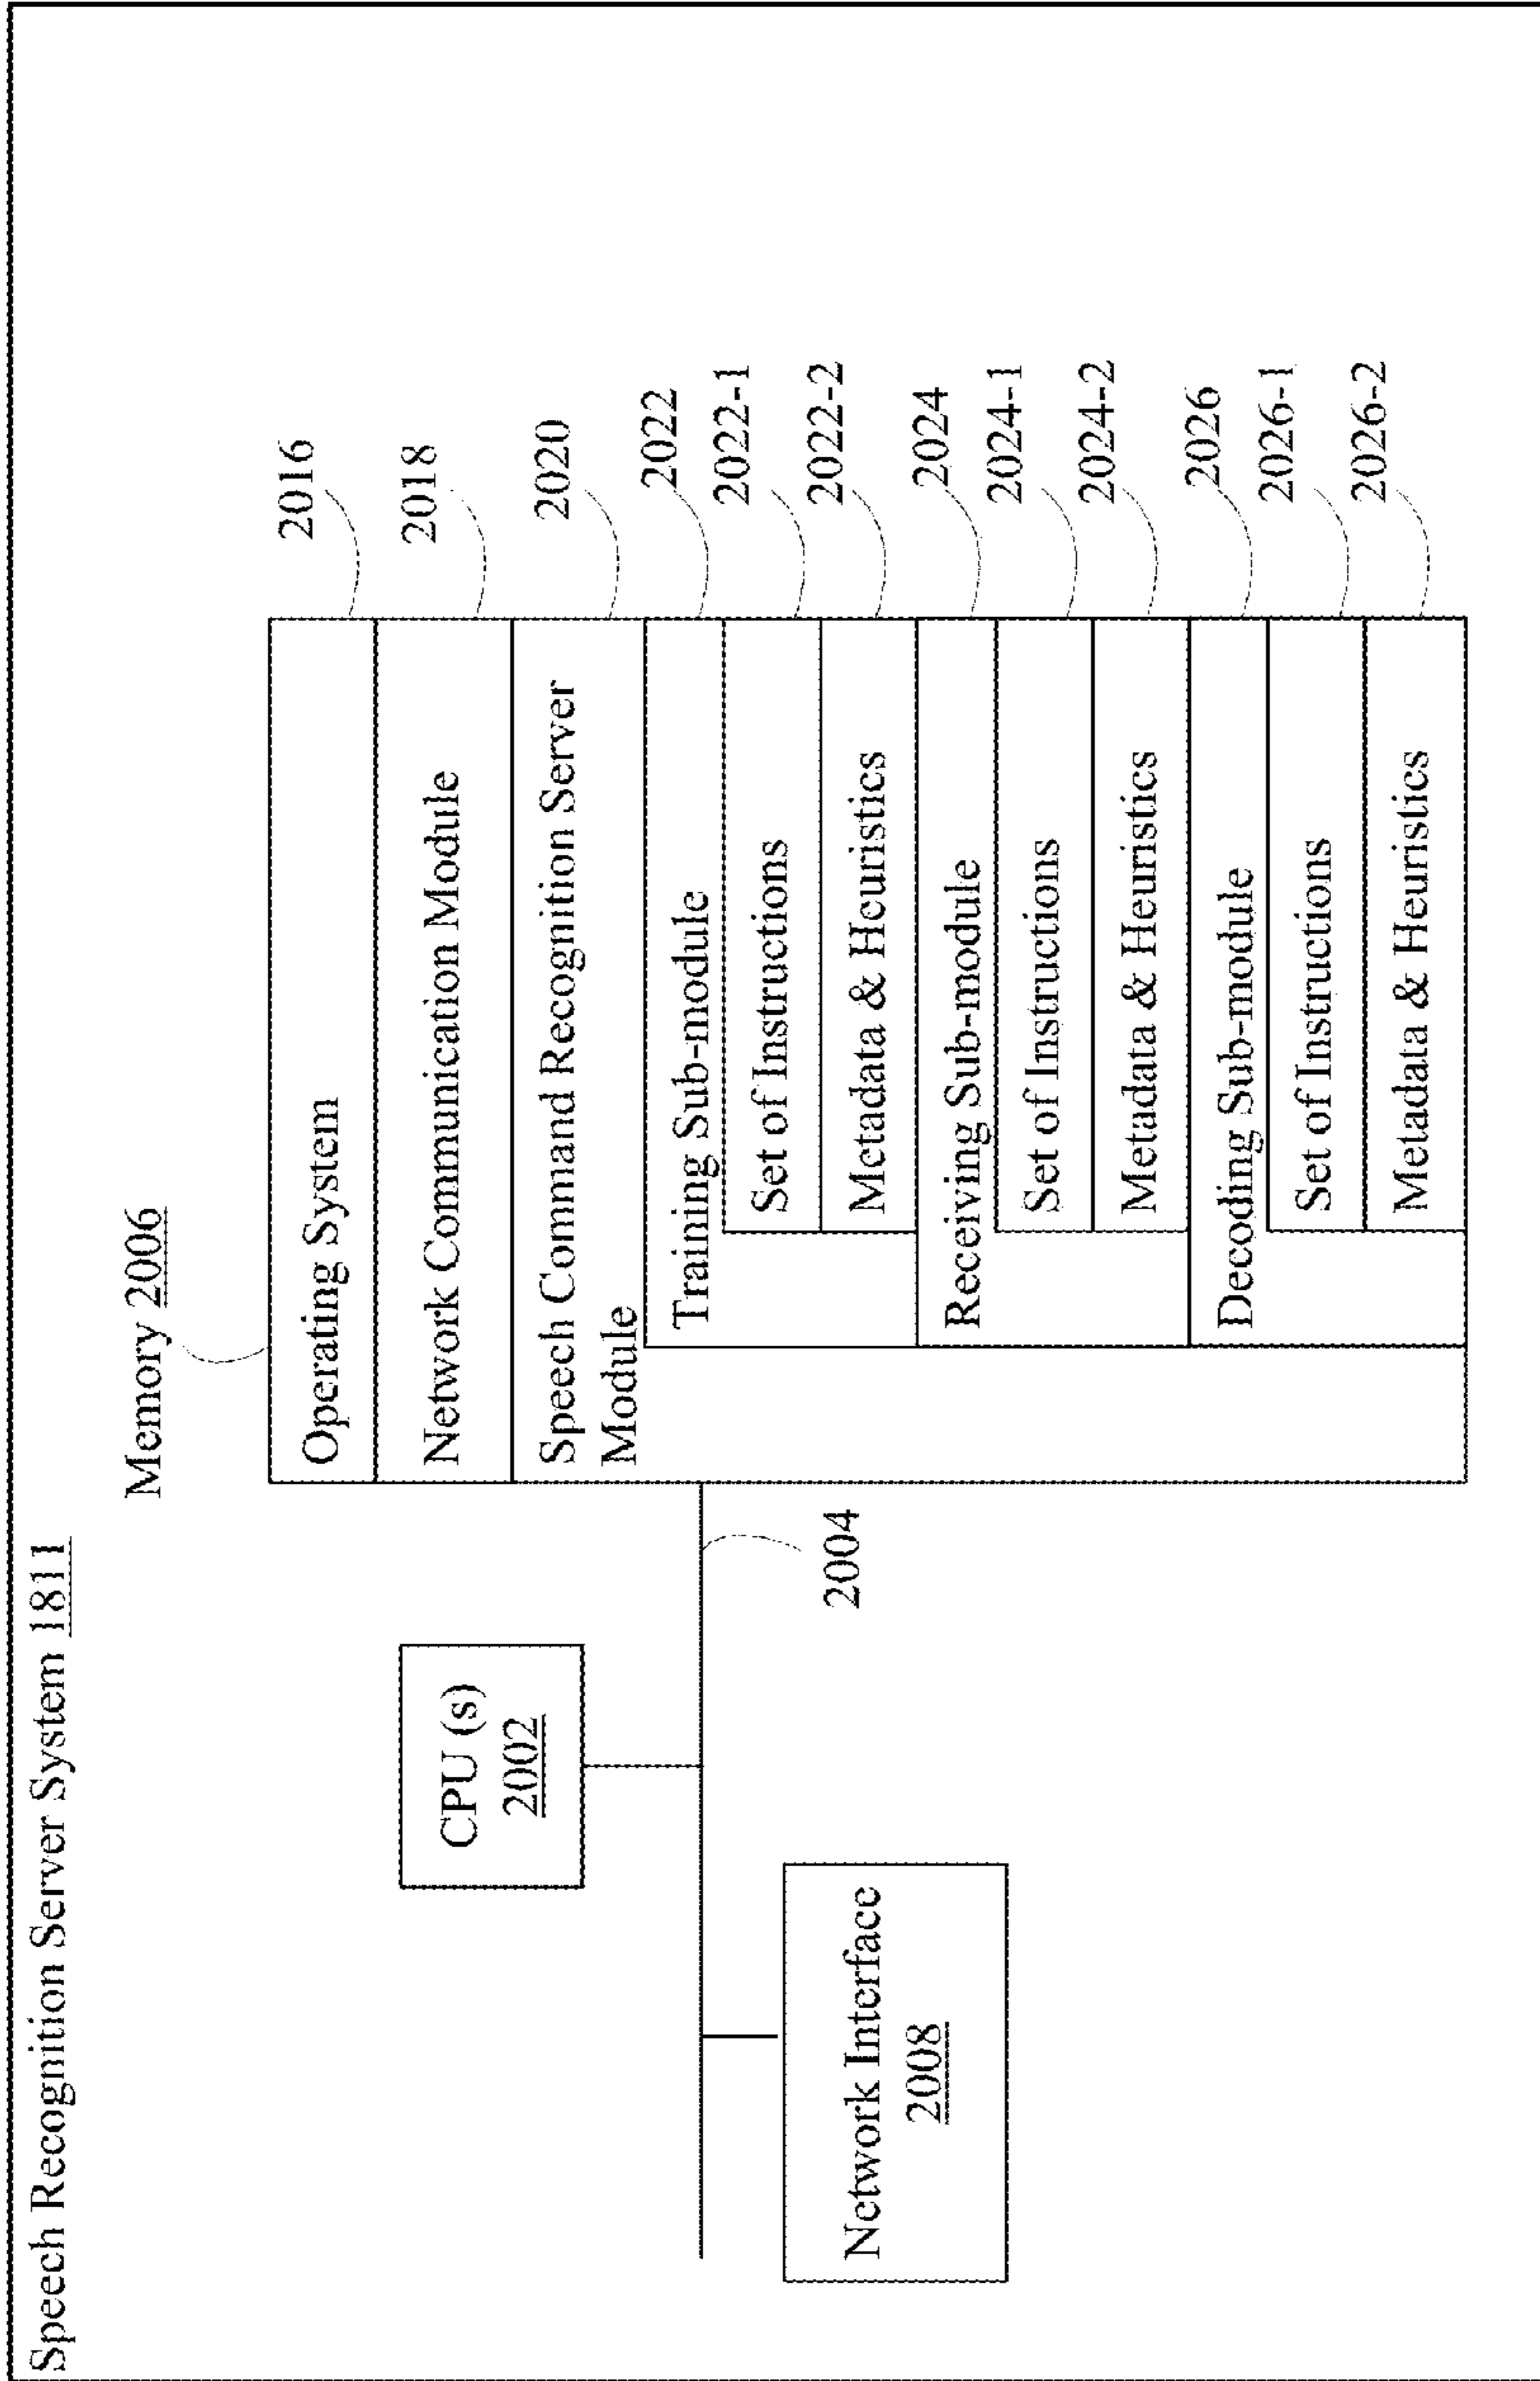 Speech Recognition Server System 1811
Memory 2006
CPU (s)
2002
Network Interface
2008
2004
Operating System
2016
Network Communication Module
2018
Speech Command Recognition Server
Module
2020
Training Sub-module
2022
Set of Instructions
2022-1
Metadata & Heuristics
2022-2
Receiving Sub-module
2024
Set of Instructions
2024-1
Metadata & Heuristics
2024-2
Decoding Sub-module
2026
Set of Instructions
2026-1
Metadata & Heuristics
2026-2